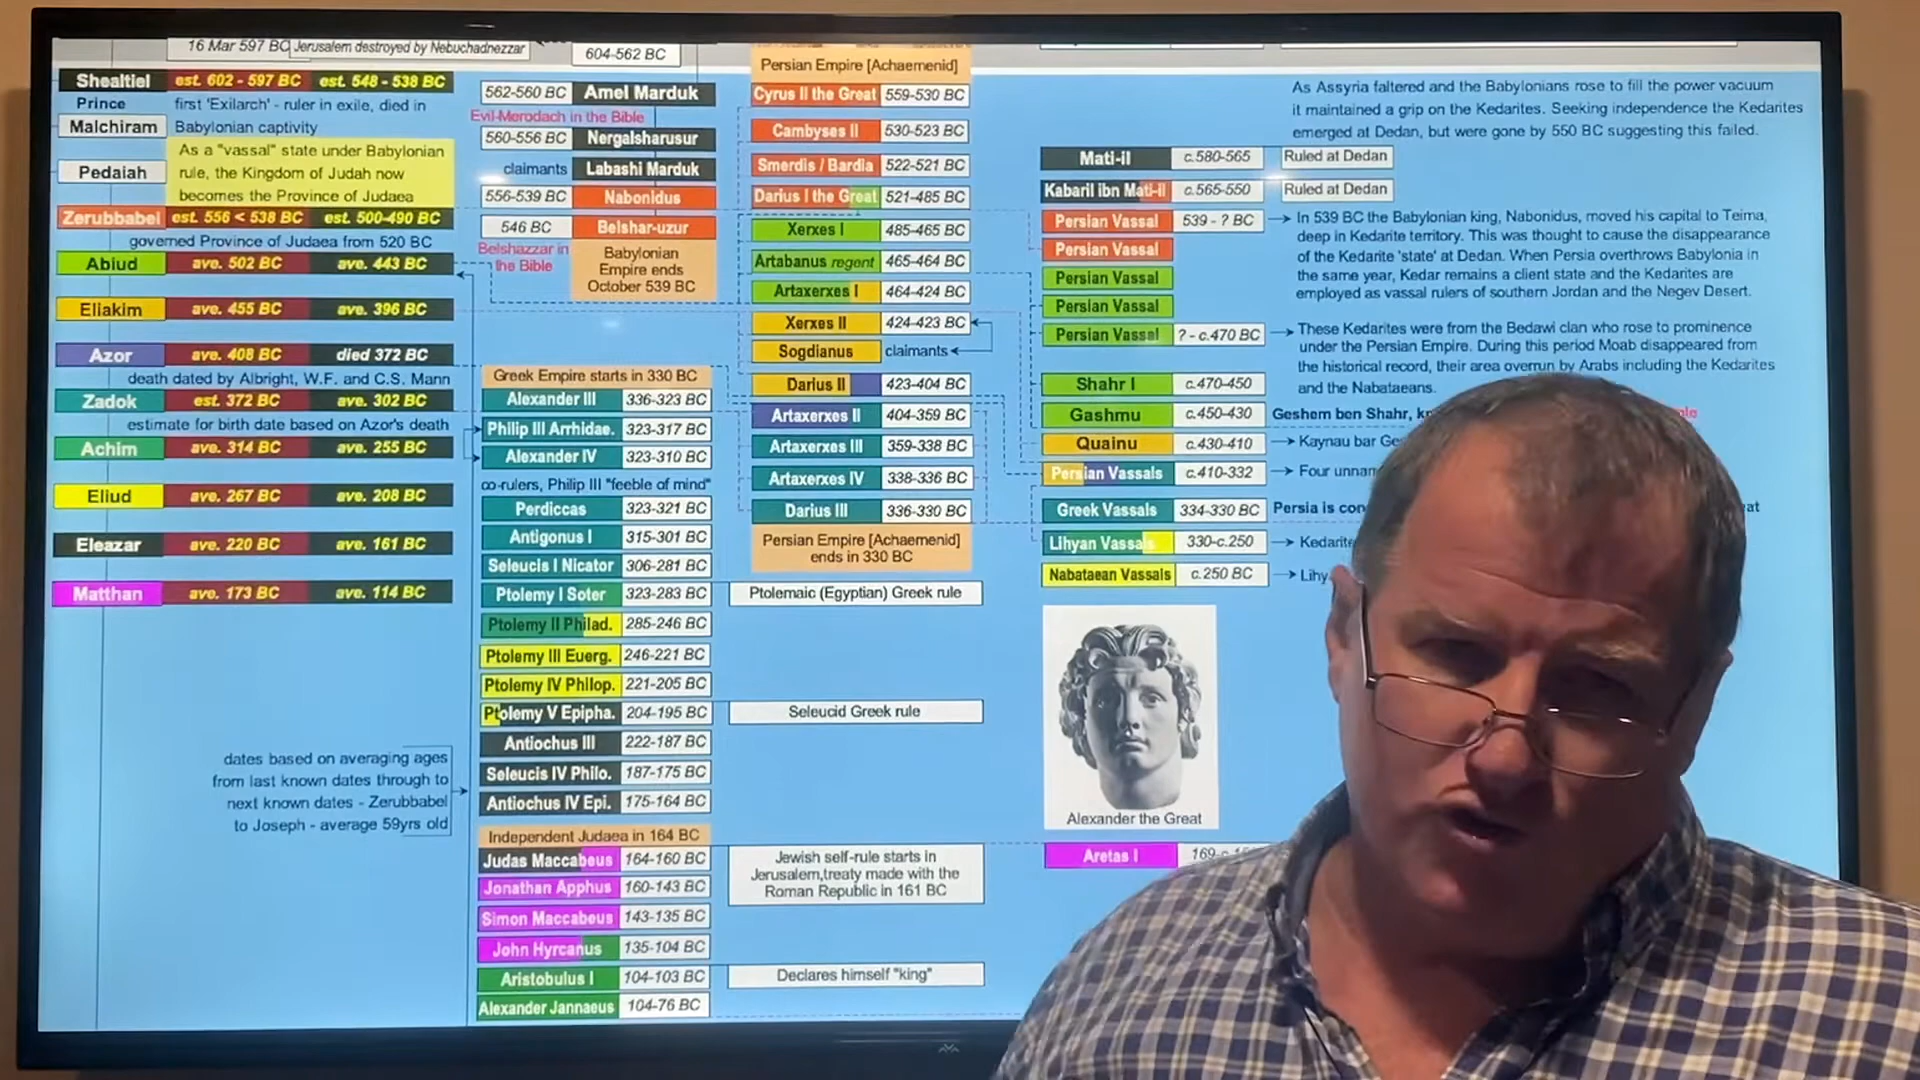 16 Mar 597 BC Jerusalem destroyed by Nebuchadnezzar
604-562 BC
Shealtiel est. 602 - 597 BC est. 548 - 538 BC
Prince first 'Exilarch' - ruler in exile, died in
Malchiram Babylonian captivity
Pedaiah
As a "vassal" state under Babylonian
rule, the Kingdom of Judah now
becomes the Province of Judaea
Zerubbabel est. 556 < 538 BC est. 500-490 BC
governed Province of Judaea from 520 BC
Abiud ave. 502 BC ave. 443 BC
Eliakim ave. 455 BC ave. 396 BC
Azor ave. 408 BC died 372 BC
death dated by Albright, W.F. and C.S. Mann
Zadok est. 372 BC ave. 302 BC
estimate for birth date based on Azor's death
Achim ave. 314 BC ave. 255 BC
Eliud ave. 267 BC ave. 208 BC
Eleazar ave. 220 BC ave. 161 BC
Matthan ave. 173 BC ave. 114 BC
dates based on averaging ages
from last known dates through to
next known dates - Zerubbabel
to Joseph - average 59yrs old
562-560 BC Amel Marduk
Evil-Merodach in the Bible
560-556 BC Nergalsharusur
claimants Labashi Marduk
556-539 BC Nabonidus
546 BC Belshar-uzur
Belshazzar in
the Bible
Babylonian
Empire ends
October 539 BC
Greek Empire starts in 330 BC
Alexander III 336-323 BC
Philip III Arrhidae. 323-317 BC
Alexander IV 323-310 BC
co-rulers, Philip III "feeble of mind"
Perdiccas 323-321 BC
Antigonus I 315-301 BC
Seleucis I Nicator 306-281 BC
Ptolemy I Soter 323-283 BC
Ptolemy II Philad. 285-246 BC
Ptolemy III Euerg. 246-221 BC
Ptolemy IV Philop. 221-205 BC
Ptolemy V Epipha. 204-195 BC
Antiochus III 222-187 BC
Seleucis IV Philo. 187-175 BC
Antiochus IV Epi. 175-164 BC
Independent Judaea in 164 BC
Judas Maccabeus 164-160 BC
Jonathan Apphus 160-143 BC
Simon Maccabeus 143-135 BC
John Hyrcanus 135-104 BC
Aristobulus I 104-103 BC
Alexander Jannaeus 104-76 BC
Persian Empire [Achaemenid]
Cyrus II the Great 559-530 BC
Cambyses II 530-523 BC
Smerdis / Bardia 522-521 BC
Darius I the Great 521-485 BC
Xerxes I 485-465 BC
Artabanus regent 465-464 BC
Artaxerxes I 464-424 BC
Xerxes II 424-423 BC
Sogdianus claimants
Darius II 423-404 BC
Artaxerxes II 404-359 BC
Artaxerxes III 359-338 BC
Artaxerxes IV 338-336 BC
Darius III 336-330 BC
Persian Empire [Achaemenid]
ends in 330 BC
Ptolemaic (Egyptian) Greek rule
Seleucid Greek rule
Jewish self-rule starts in
Jerusalem,treaty made with the
Roman Republic in 161 BC
Declares himself "king"
As Assyria faltered and the Babylonians rose to fill the power vacuum
it maintained a grip on the Kedarites. Seeking independence the Kedarites
emerged at Dedan, but were gone by 550 BC suggesting this failed.
Mati-il c.580-565 Ruled at Dedan
Kabaril ibn Mati-il c.565-550 Ruled at Dedan
Persian Vassal 539 - ? BC
Persian Vassal
Persian Vassal
Persian Vassal
Persian Vassal ? - c.470 BC
In 539 BC the Babylonian king, Nabonidus, moved his capital to Teima,
deep in Kedarite territory. This was thought to cause the disappearance
of the Kedarite 'state' at Dedan. When Persia overthrows Babylonia in
the same year, Kedar remains a client state and the Kedarites are
employed as vassal rulers of southern Jordan and the Negev Desert.
These Kedarites were from the Bedawi clan who rose to prominence
under the Persian Empire. During this period Moab disappeared from
the historical record, their area overrun by Arabs including the Kedarites
and the Nabataeans.
Shahr I c.470-450
Gashmu c.450-430 Geshem ben Shahr,
Quainu c.430-410 Kaynau bar
Persian Vassals c.410-332 Four
Greek Vassals 334-330 BC Persia is
Lihyan Vassals 330-c.250
Nabataean Vassals c.250 BC
Alexander the Great
Aretas I